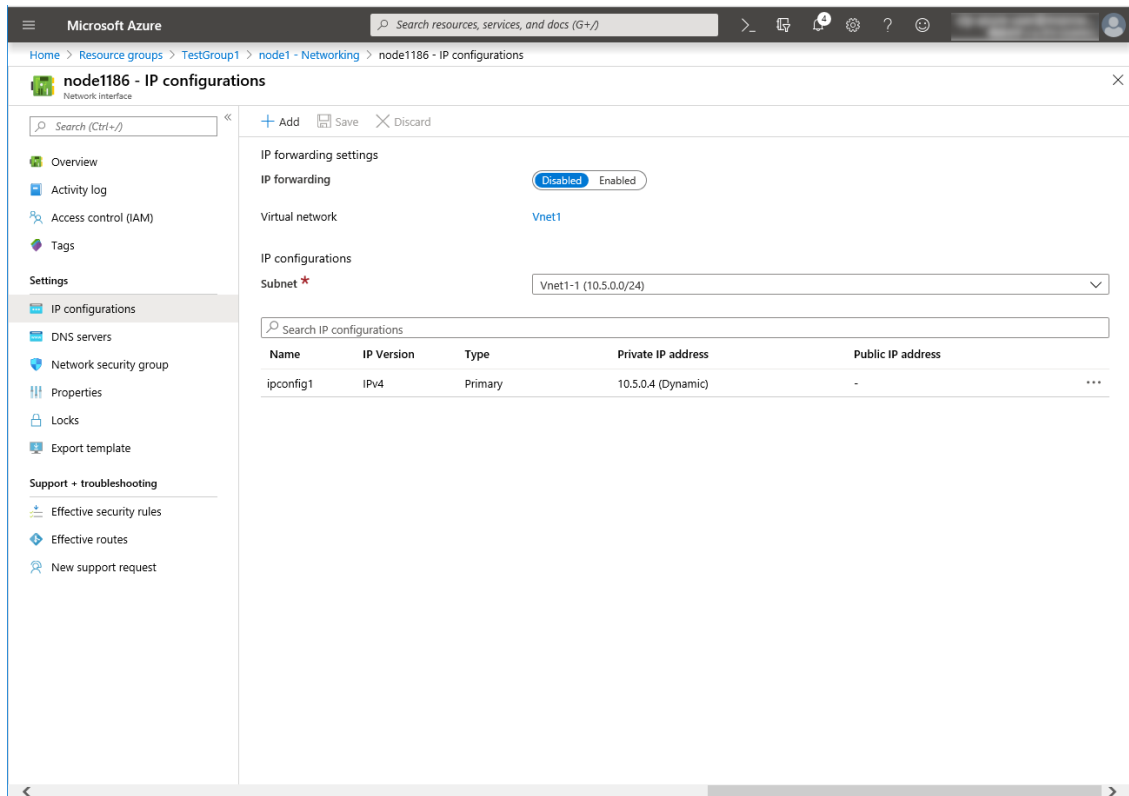 Microsoft Azure
Search resources, services, and docs (G+/)
4
Home > Resource groups > TestGroup1 > node1 - Networking > node1186 - IP configurations
node1186 - IP configurations
Network interface
Search (Ctrl+/)
Overview
Activity log
Access control (IAM)
Tags
Settings
IP configurations
DNS servers
Network security group
Properties
Locks
Export template
Support + troubleshooting
Effective security rules
Effective routes
New support request
Add Save Discard
IP forwarding settings
IP forwarding Disabled Enabled
Virtual network Vnet1
IP configurations
Subnet * Vnet1-1 (10.5.0.0/24)
Search IP configurations
Name IP Version Type Private IP address Public IP address
ipconfig1 IPv4 Primary 10.5.0.4 (Dynamic) -